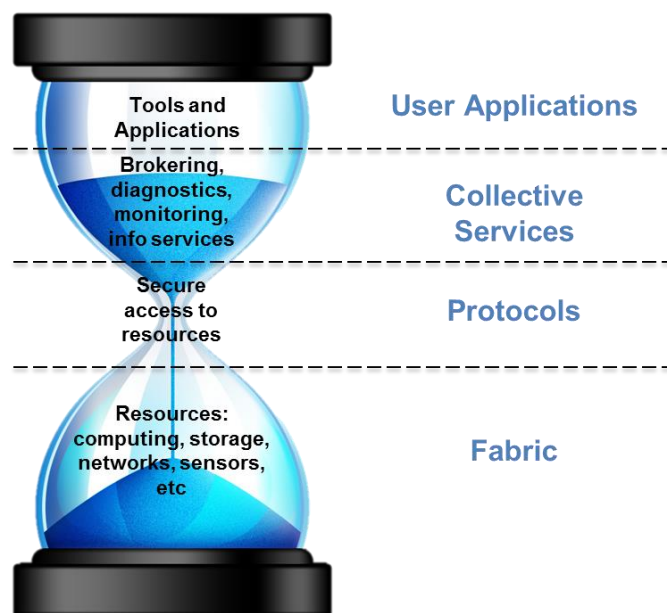 Tools and
Applications
User Applications
Brokering,
diagnostics,
monitoring,
info services
Collective
Services
Secure
access to
resources
Protocols
Resources:
computing, storage,
networks, sensors,
etc
Fabric